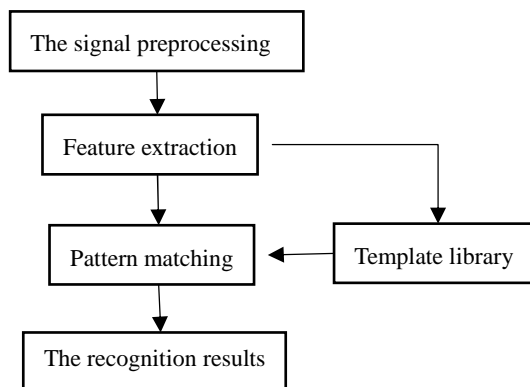 The signal preprocessing
Feature extraction
Pattern matching
Template library
The recognition results